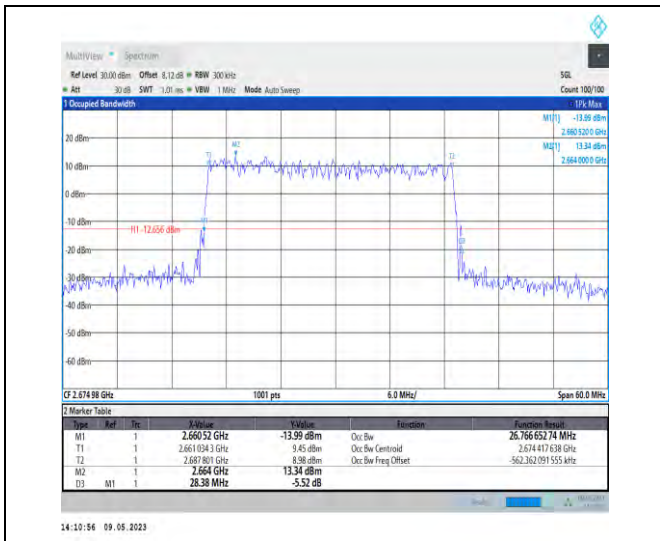 MultiView Spectrum
Ref Level 30.00 dBm Offset 8.12 dB RBW 300 kHz SGL
Att 30 dB SWT 1.01 ms VBW 1 MHz Mode Auto Sweep Count 100/100
1 Occupied Bandwidth 1Pk Max
M1[1] -13.99 dBm
2.660 520 0 GHz
20 dBm M2[1] 13.34 dBm
M2
T1 T2 2.664 000 0 GHz
10 dBm
0 dBm
-10 dBm
H1 -12.656 dBm
-20 dBm
-30 dBm
-40 dBm
-50 dBm
-60 dBm
CF 2.674 98 GHz 1001 pts 6.0 MHz/ Span 60.0 MHz
2 Marker Table
Type Ref Trc X-Value Y-Value Function Function Result
M1 1 2.660 52 GHz -13.99 dBm Occ Bw 26.766 652 74 MHz
T1 1 2.661 034 3 GHz 9.45 dBm Occ Bw Centroid 2.674 417 638 GHz
T2 1 2.687 801 GHz 8.98 dBm Occ Bw Freq Offset -562.362 091 555 kHz
M2 1 2.664 GHz 13.34 dBm
D3 M1 1 28.38 MHz -5.52 dB
14:10:56 09.05.2023